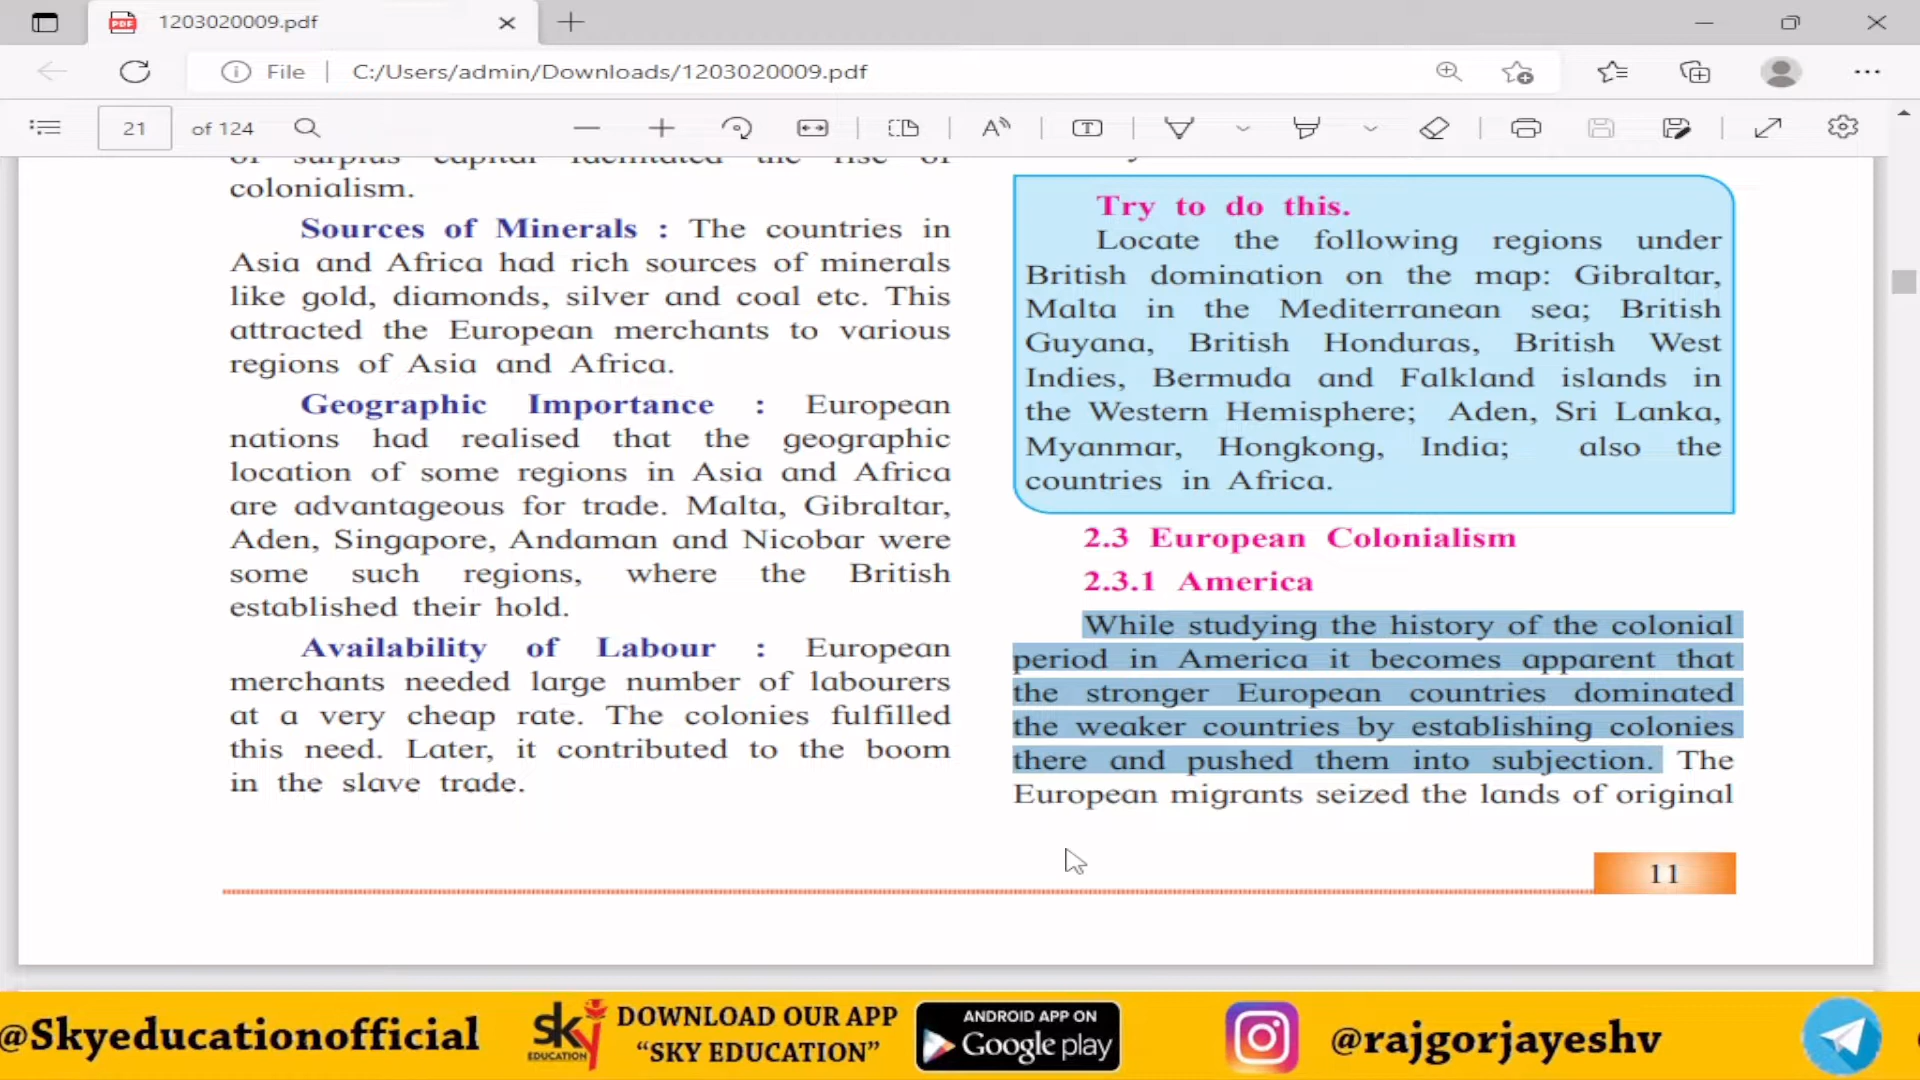 1203020009.pdf
File
C:/Users/admin/Downloads/1203020009.pdf
21
of 124
of surplus capital facilitated the rise of
colonialism.
Sources of Minerals : The countries in
Asia and Africa had rich sources of minerals
like gold, diamonds, silver and coal etc. This
attracted the European merchants to various
regions of Asia and Africa.
Geographic Importance : European
nations had realised that the geographic
location of some regions in Asia and Africa
are advantageous for trade. Malta, Gibraltar,
Aden, Singapore, Andaman and Nicobar were
some such regions, where the British
established their hold.
Availability of Labour : European
merchants needed large number of labourers
at a very cheap rate. The colonies fulfilled
this need. Later, it contributed to the boom
in the slave trade.
Try to do this.
Locate the following regions under
British domination on the map: Gibraltar,
Malta in the Mediterranean sea; British
Guyana, British Honduras, British West
Indies, Bermuda and Falkland islands in
the Western Hemisphere; Aden, Sri Lanka,
Myanmar, Hongkong, India; also the
countries in Africa.
2.3 European Colonialism
2.3.1 America
While studying the history of the colonial
period in America it becomes apparent that
the stronger European countries dominated
the weaker countries by establishing colonies
there and pushed them into subjection. The
European migrants seized the lands of original
11
@Skyeducationofficial
sky
EDUCATION
DOWNLOAD OUR APP
“SKY EDUCATION”
ANDROID APP ON
Google play
@rajgorjayeshv